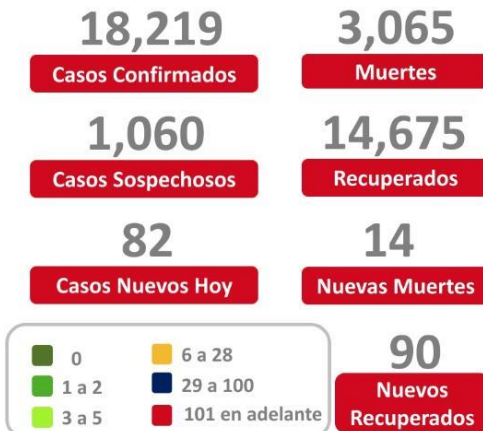 18,219
Casos Confirmados
3,065
Muertes
1,060
Casos Sospechosos
14,675
Recuperados
82
Casos Nuevos Hoy
14
Nuevas Muertes
0
1 a 2
3 a 5
6 a 28
29 a 100
101 en adelante
90
Nuevos
Recuperados